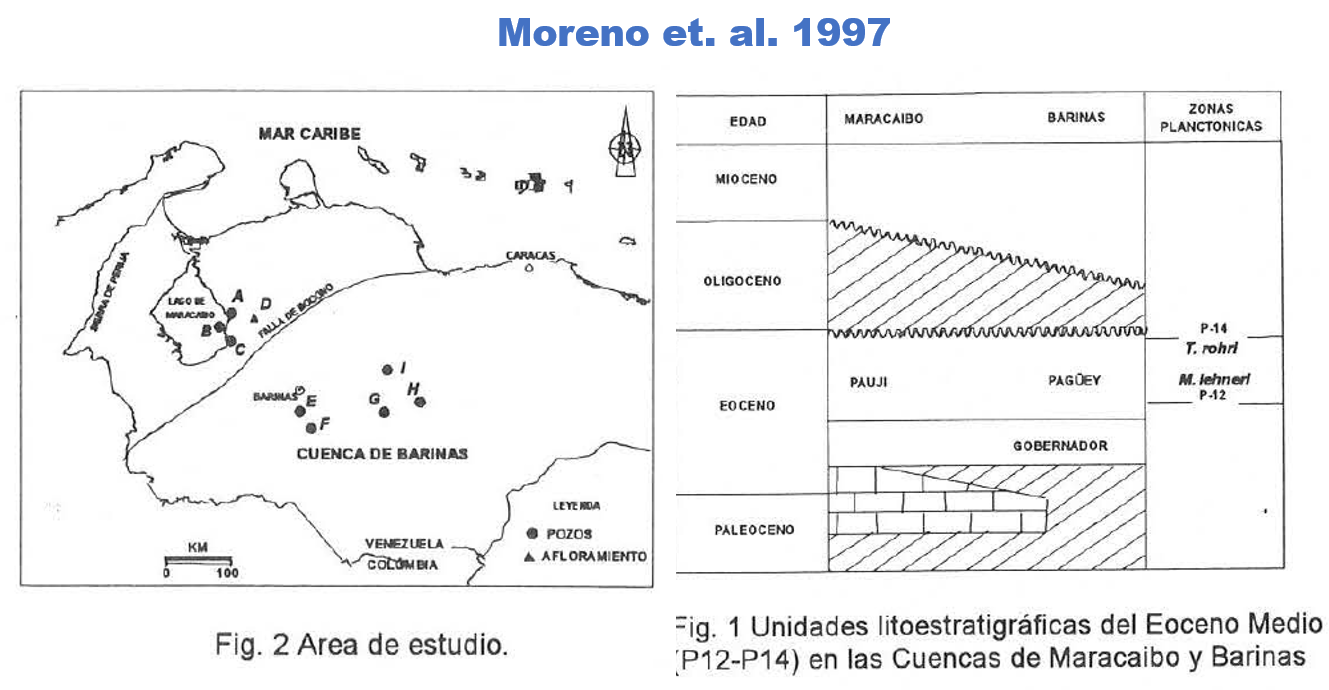 Moreno et. al. 1997
MAR CARIBE
N
CARACAS
SIERRA DE PERIJA
LAGO DE
MARACAIBO
A
B
C
D
FALLA DE BOCONO
BARINAS
E
F
G
H
I
CUENCA DE BARINAS
LEYENDA
POZOS
AFLORAMIENTO
KM
0 100
VENEZUELA
COLOMBIA
Fig. 2 Area de estudio.
EDAD
MARACAIBO
BARINAS
ZONAS
PLANCTONICAS
MIOCENO
OLIGOCENO
EOCENO
PALEOCENO
PAUJI
PAGÜEY
GOBERNADOR
P-14
T. rohri
M. lehneri
P-12
Fig. 1 Unidades litoestratigráficas del Eoceno Medio
(P12-P14) en las Cuencas de Maracaibo y Barinas